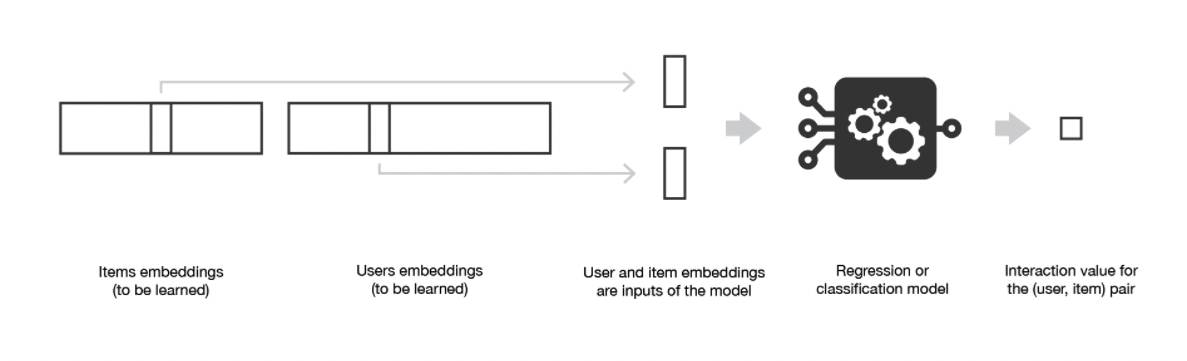 Items embeddings
(to be learned)
Users embeddings
(to be learned)
User and item embeddings
are inputs of the model
Regression or
classification model
Interaction value for
the (user, item) pair